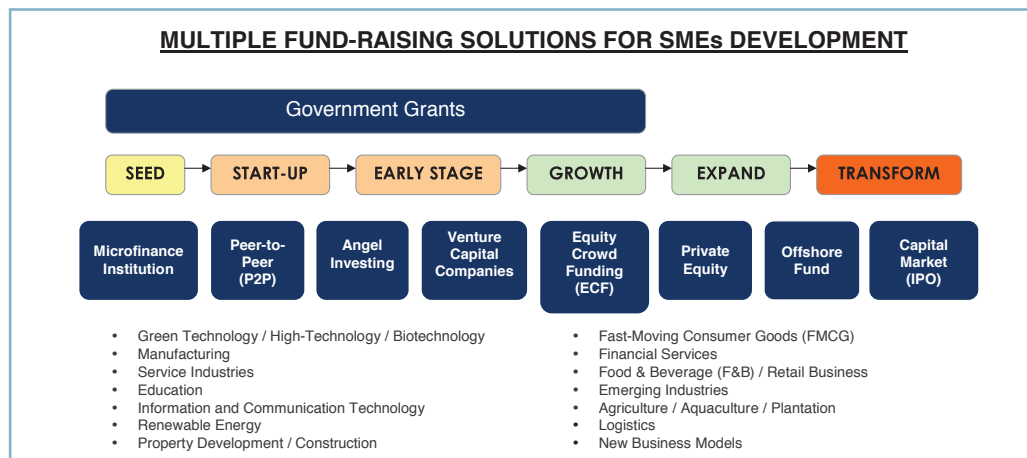 MULTIPLE FUND-RAISING SOLUTIONS FOR SMEs DEVELOPMENT
Government Grants
SEED
START-UP
EARLY STAGE
GROWTH
EXPAND
TRANSFORM
Microfinance
Institution
Peer-to-
Peer
(P2P)
Angel
Investing
Venture
Capital
Companies
Equity
Crowd
Funding
(ECF)
Private
Equity
Offshore
Fund
Capital
Market
(IPO)
• Green Technology / High-Technology / Biotechnology
• Manufacturing
• Service Industries
• Education
• Information and Communication Technology
• Renewable Energy
• Property Development / Construction
• Fast-Moving Consumer Goods (FMCG)
• Financial Services
• Food & Beverage (F&B) / Retail Business
• Emerging Industries
• Agriculture / Aquaculture / Plantation
• Logistics
• New Business Models